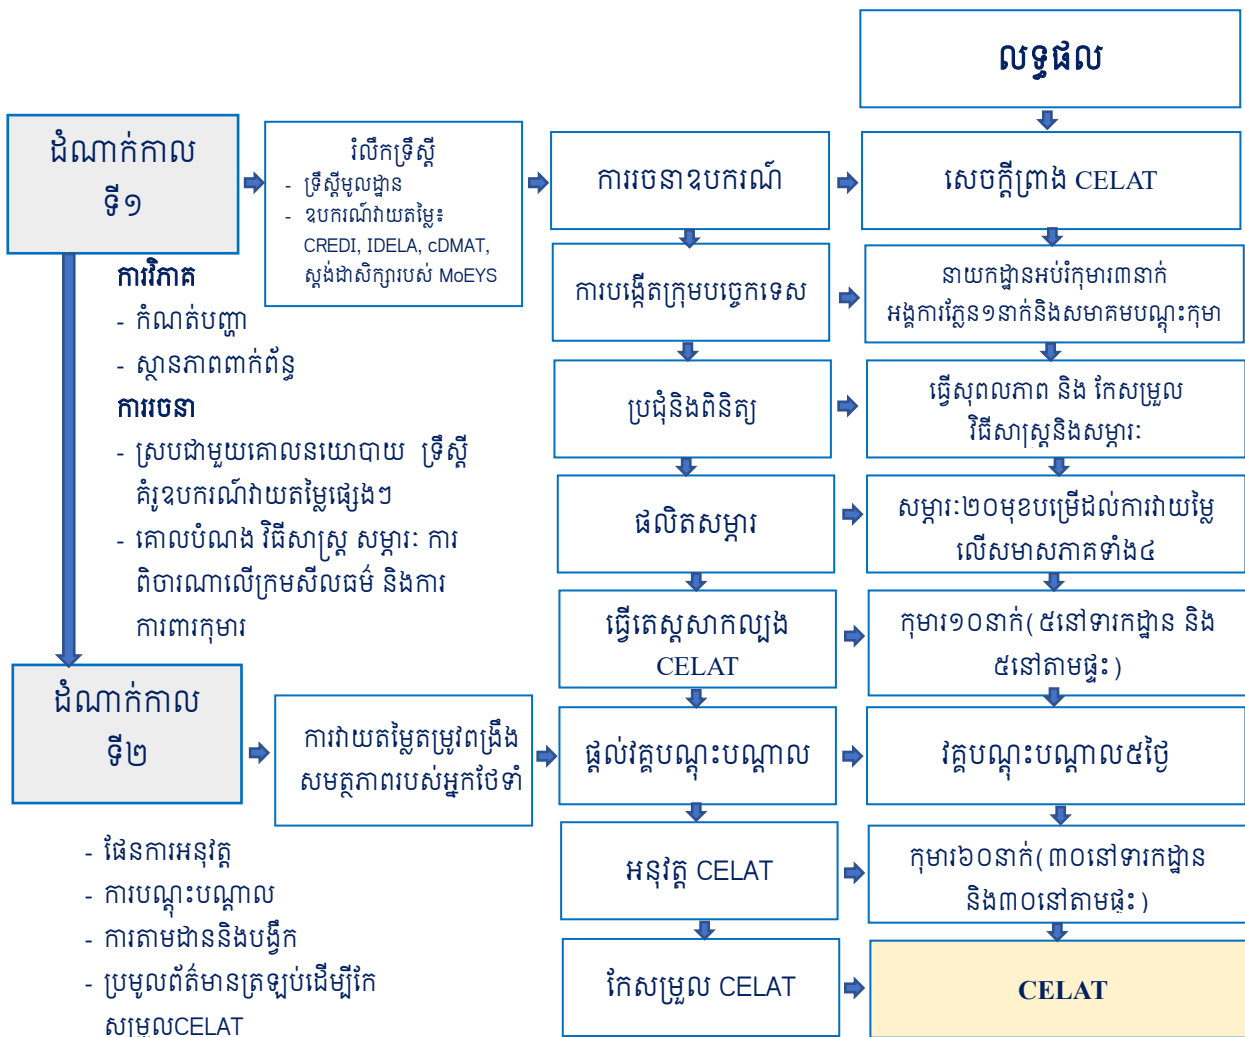 លទ្ធផល
ដំណាក់កាល
ទី១
រំលឹកទ្រឹស្តី
- ទ្រឹស្តីមូលដ្ឋាន
- ឧបករណ៍វាយតម្លៃ៖
CREDI, IDELA, cDMAT,
ស្តង់ដាសិក្សារបស់ MoEYS
ការរចនាឧបករណ៍
សេចក្តីព្រាង CELAT
ការវិភាគ
- កំណត់បញ្ហា
- ស្ថានភាពពាក់ព័ន្ធ
ការរចនា
- ស្របជាមួយគោលនយោបាយ ទ្រឹស្តី
គំរូឧបករណ៍វាយតម្លៃផ្សេងៗ
- គោលបំណង វិធីសាស្ត្រ សម្ភារៈ ការ
ពិចារណាលើក្រមសីលធម៌ និងការ
ការពារកុមារ
ការបង្កើតក្រុមបច្ចេកទេស
នាយកដ្ឋានអប់រំកុមារ៣នាក់
អង្គការភ្លែន១នាក់និងសមាគមបណ្តុះកុមា
ប្រជុំនិងពិនិត្យ
ធ្វើសុពលភាព និង កែសម្រួល
វិធីសាស្ត្រនិងសម្ភារៈ
ផលិតសម្ភារ
សម្ភារៈ២០មុខបម្រើដល់ការវាយម្លៃ
លើសមាសភាគទាំង៤
ធ្វើតេស្តសាកល្បង
CELAT
កុមារ១០នាក់(៥នៅទារកដ្ឋាន និង
៥នៅតាមផ្ទះ)
ដំណាក់កាល
ទី២
ការវាយតម្លៃតម្រូវពង្រឹង
សមត្ថភាពរបស់អ្នកថែទាំ
ផ្តល់វគ្គបណ្តុះបណ្តាល
វគ្គបណ្តុះបណ្តាល៥ថ្ងៃ
- ផែនការអនុវត្ត
- ការបណ្តុះបណ្តាល
- ការតាមដាននិងបង្វឹក
- ប្រមូលព័ត៌មានត្រឡប់ដើម្បីកែ
សម្រួលCELAT
អនុវត្ត CELAT
កុមារ៦០នាក់(៣០នៅទារកដ្ឋាន
និង៣០នៅតាមផ្ទះ)
កែសម្រួល CELAT
CELAT